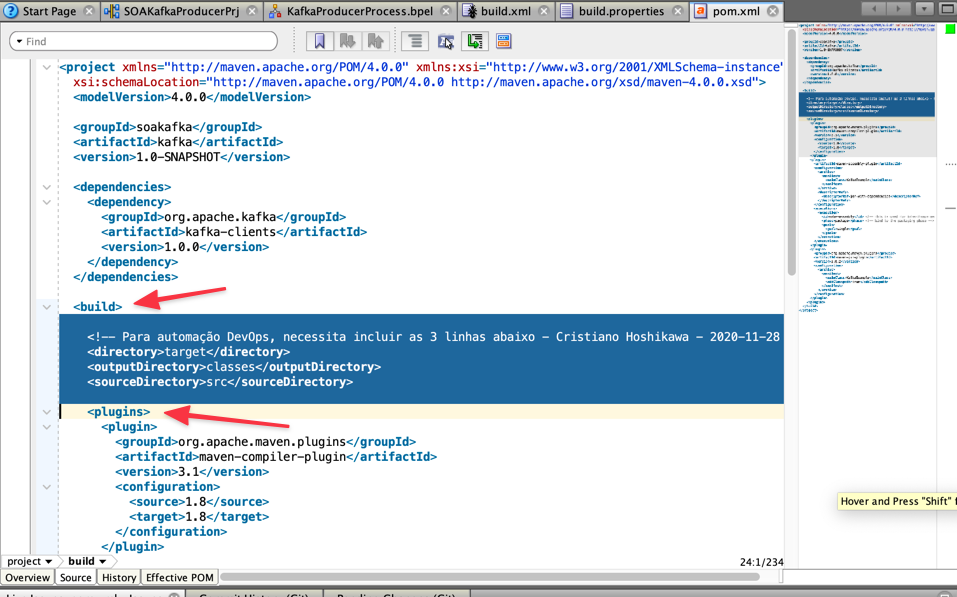 Start Page SOAKafkaProducerPrj KafkaProducerProcess.bpel build.xml build.properties pom.xml
Find
<project xmlns="http://maven.apache.org/POM/4.0.0" xmlns:xsi="http://www.w3.org/2001/XMLSchema-instance"
xsi:schemaLocation="http://maven.apache.org/POM/4.0.0 http://maven.apache.org/xsd/maven-4.0.0.xsd">
<modelVersion>4.0.0</modelVersion>
<groupId>soakafka</groupId>
<artifactId>kafka</artifactId>
<version>1.0-SNAPSHOT</version>
<dependencies>
<dependency>
<groupId>org.apache.kafka</groupId>
<artifactId>kafka-clients</artifactId>
<version>1.0.0</version>
</dependency>
</dependencies>
<build>
<!-- Para automação DevOps, necessita incluir as 3 linhas abaixo - Cristiano Hoshikawa - 2020-11-28
<directory>target</directory>
<outputDirectory>classes</outputDirectory>
<sourceDirectory>src</sourceDirectory>
<plugins>
<plugin>
<groupId>org.apache.maven.plugins</groupId>
<artifactId>maven-compiler-plugin</artifactId>
<version>3.1</version>
<configuration>
<source>1.8</source>
<target>1.8</target>
</configuration>
</plugin>
Hover and Press "Shift" f
project build
24:1/234
Overview Source History Effective POM